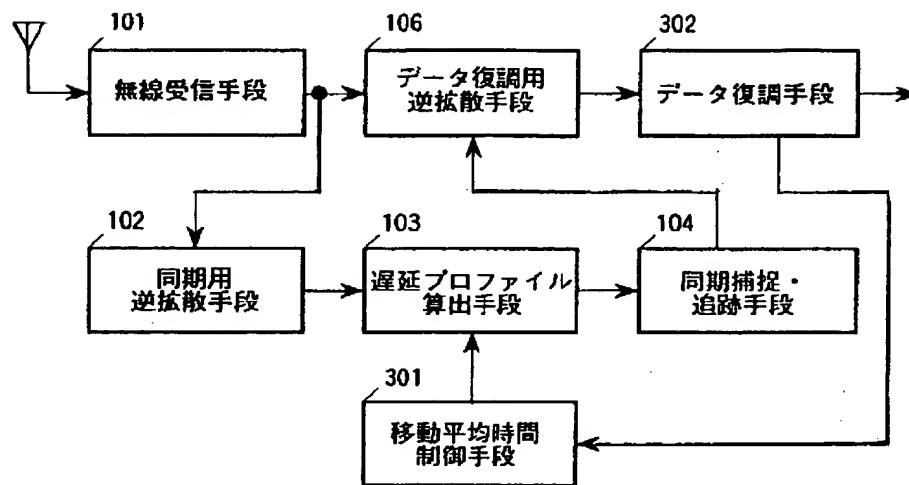 101
無線受信手段
106
データ復調用
逆拡散手段
302
データ復調手段
102
同期用
逆拡散手段
103
遅延プロファイル
算出手段
104
同期捕捉・
追跡手段
301
移動平均時間
制御手段